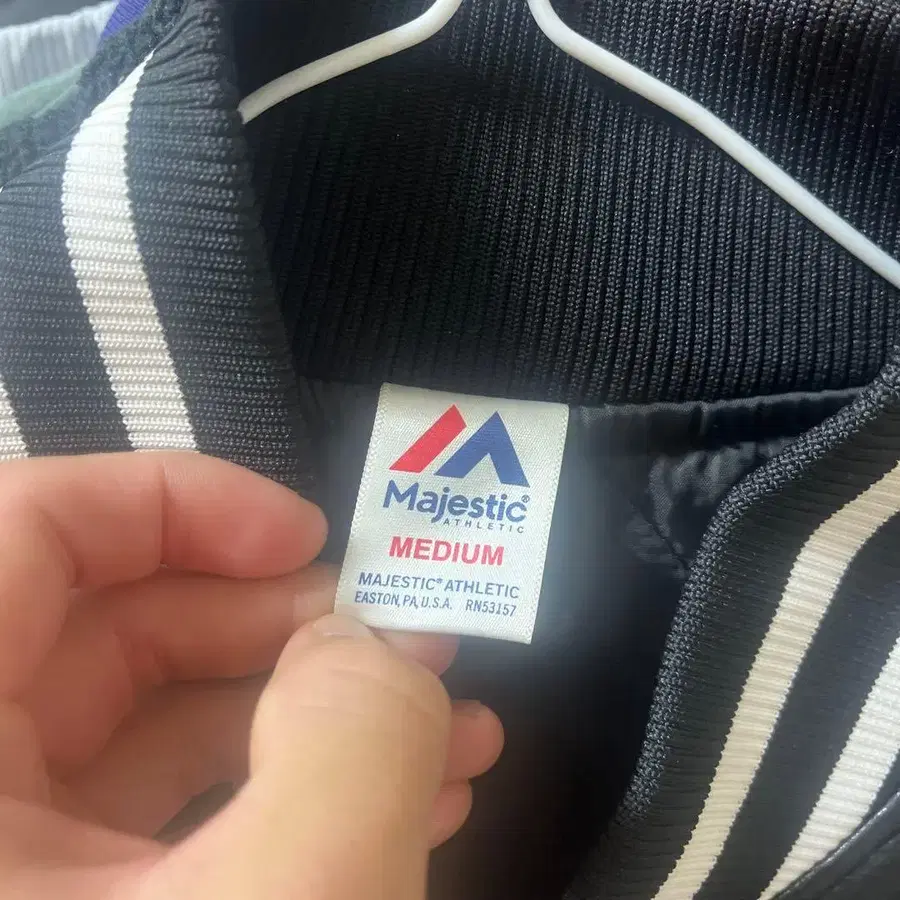 Majestic®
ATHLETIC
MEDIUM
MAJESTIC® ATHLETIC
EASTON, PA, U.S.A. RN53157